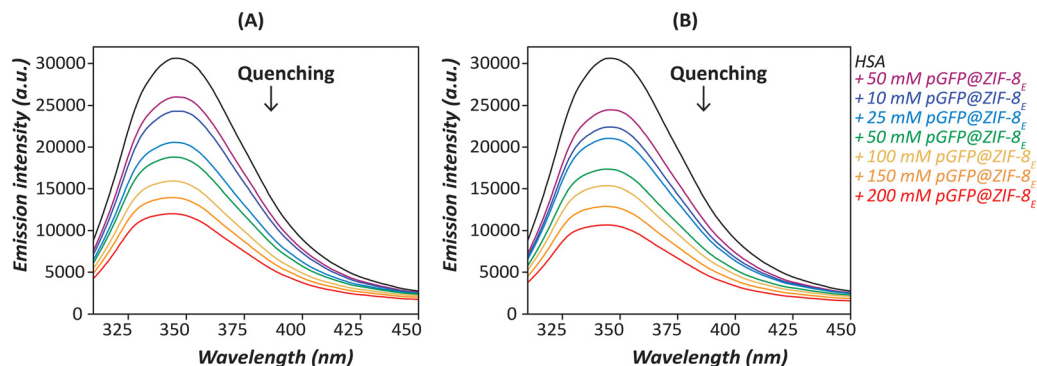 (A)
30000
25000
20000
15000
10000
5000
0
325
350
375
400
425
450
Emission intensity (a.u.)
Wavelength (nm)
Quenching
(B)
30000
25000
20000
15000
10000
5000
0
325
350
375
400
425
450
Emission intensity (a.u.)
Wavelength (nm)
Quenching
HSA
+ 50 mM pGFP@ZIF-8E
+ 10 mM pGFP@ZIF-8E
+ 25 mM pGFP@ZIF-8E
+ 50 mM pGFP@ZIF-8E
+ 100 mM pGFP@ZIF-8E
+ 150 mM pGFP@ZIF-8E
+ 200 mM pGFP@ZIF-8E